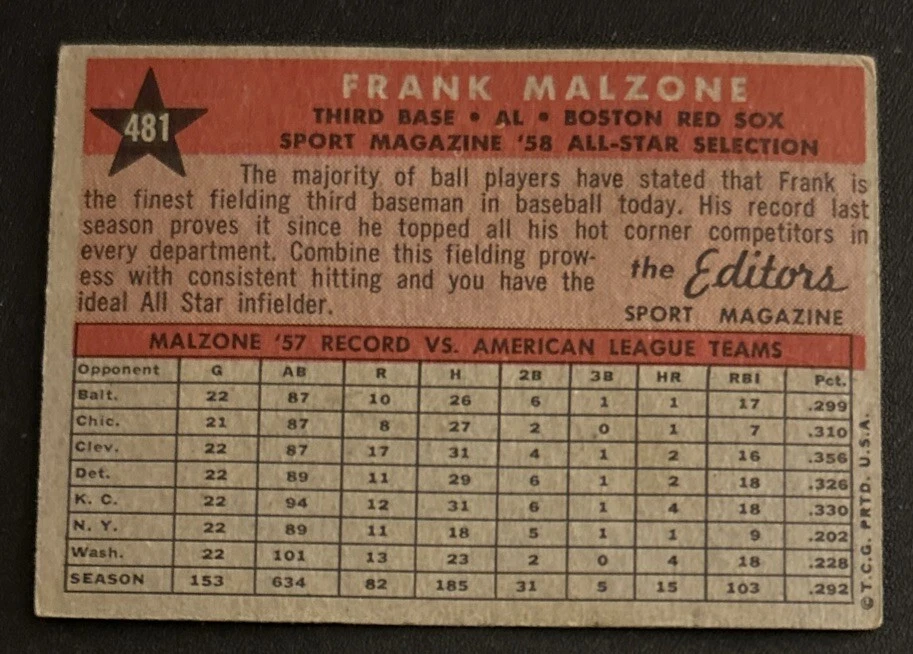 481
FRANK MALZONE
THIRD BASE • AL • BOSTON RED SOX
SPORT MAGAZINE '58 ALL-STAR SELECTION
The majority of ball players have stated that Frank is
the finest fielding third baseman in baseball today. His record last
season proves it since he topped all his hot corner competitors in
every department. Combine this fielding prow-
ess with consistent hitting and you have the
ideal All Star infielder.
the Editors
SPORT MAGAZINE
MALZONE '57 RECORD VS. AMERICAN LEAGUE TEAMS
Opponent G AB R H 2B 3B HR RBI Pct.
Balt. 22 87 10 26 6 1 1 17 .299
Chic. 21 87 8 27 2 0 1 7 .310
Clev. 22 87 17 31 4 1 2 16 .356
Det. 22 89 11 29 6 1 2 18 .326
K. C. 22 94 12 31 6 1 4 18 .330
N. Y. 22 89 11 18 5 1 1 9 .202
Wash. 22 101 13 23 2 0 4 18 .228
SEASON 153 634 82 185 31 5 15 103 .292
© T.C.G. PRTD. U.S.A.